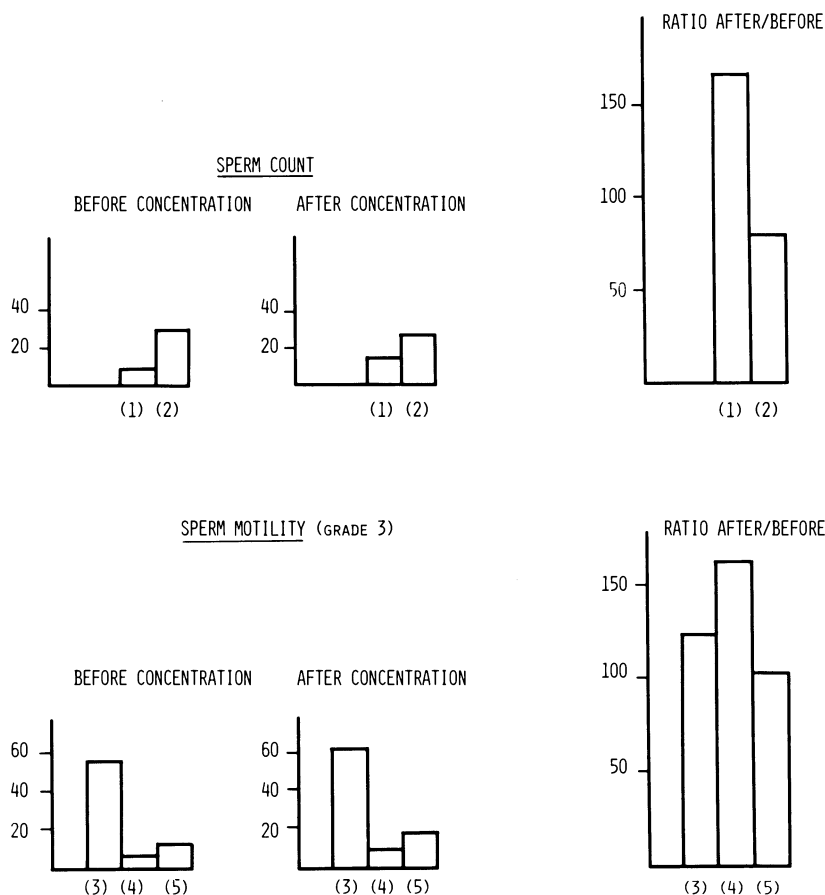 RATIO AFTER/BEFORE
150
100
50
(1) (2)
SPERM COUNT
BEFORE CONCENTRATION
40
20
(1) (2)
AFTER CONCENTRATION
40
20
(1) (2)
SPERM MOTILITY (GRADE 3)
BEFORE CONCENTRATION
60
40
20
(3) (4) (5)
AFTER CONCENTRATION
60
40
20
(3) (4) (5)
RATIO AFTER/BEFORE
150
100
50
(3) (4) (5)